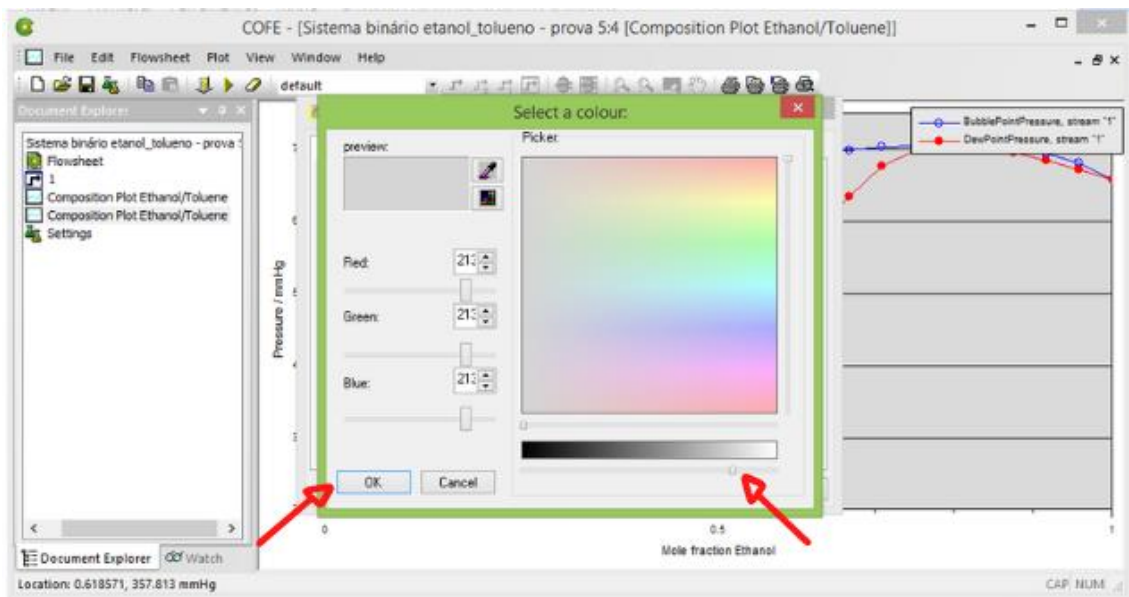 COFE - [Sistema binário etanol_tolueno - prova 5:4 [Composition Plot Ethanol/Toluene]]
File Edit Flowsheet Plot View Window Help
default
Document Explorer
Sistema binário etanol_tolueno - prova
Flowsheet
1
Composition Plot Ethanol/Toluene
Composition Plot Ethanol/Toluene
Settings
Document Explorer Watch
Select a colour:
preview:
Picker
Red: 213
Green: 213
Blue: 213
OK Cancel
BubblePointPressure, stream "1"
DewPointPressure, stream "1"
Pressure / mmHg
0 0.5 1
Mole fraction Ethanol
Location: 0.618571, 357.813 mmHg
CAP NUM